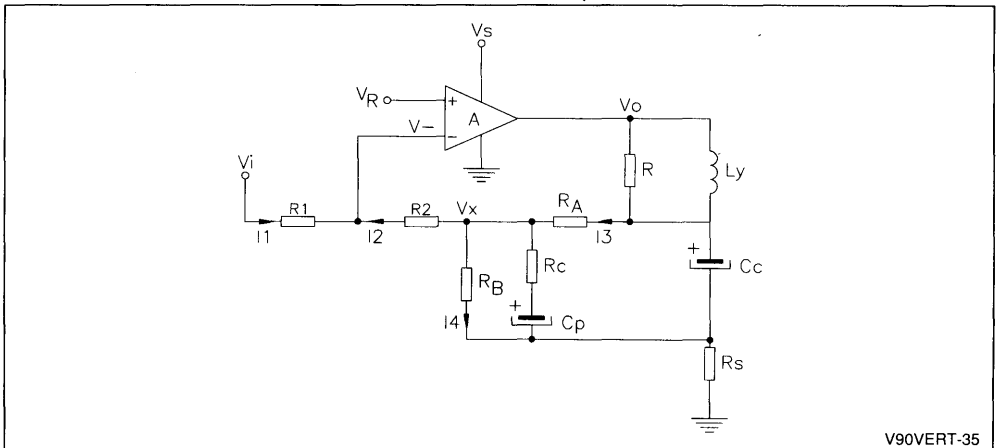 Vs
VR
+
A
V-
-
Vo
R
Ly
Vi
R1
R2
Vx
RA
I1
I2
I3
+
Cc
RB
Rc
+
Cp
I4
Rs
V90VERT-35